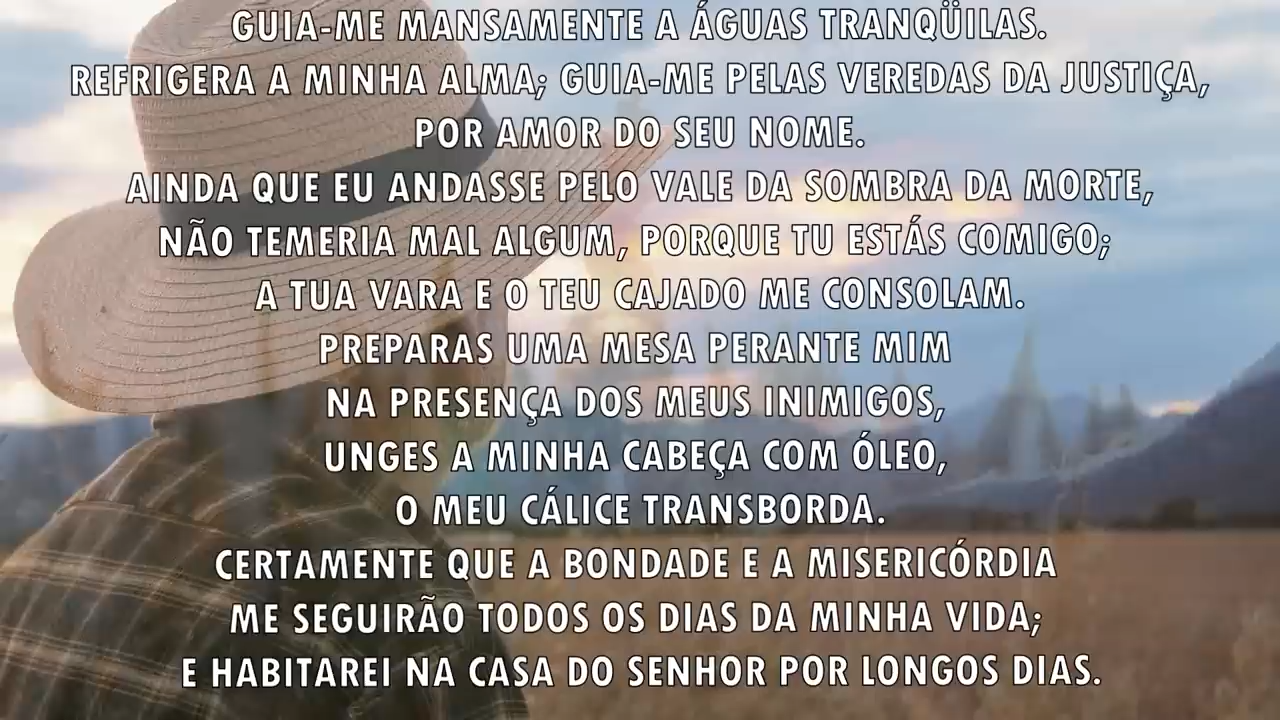 GUIA-ME MANSAMENTE A ÁGUAS TRANQÜILAS.
REFRIGERA A MINHA ALMA; GUIA-ME PELAS VEREDAS DA JUSTIÇA,
POR AMOR DO SEU NOME.
AINDA QUE EU ANDASSE PELO VALE DA SOMBRA DA MORTE,
NÃO TEMERIA MAL ALGUM, PORQUE TU ESTÁS COMIGO;
A TUA VARA E O TEU CAJADO ME CONSOLAM.
PREPARAS UMA MESA PERANTE MIM
NA PRESENÇA DOS MEUS INIMIGOS,
UNGES A MINHA CABEÇA COM ÓLEO,
O MEU CÁLICE TRANSBORDA.
CERTAMENTE QUE A BONDADE E A MISERICÓRDIA
ME SEGUIRÃO TODOS OS DIAS DA MINHA VIDA;
E HABITAREI NA CASA DO SENHOR POR LONGOS DIAS.